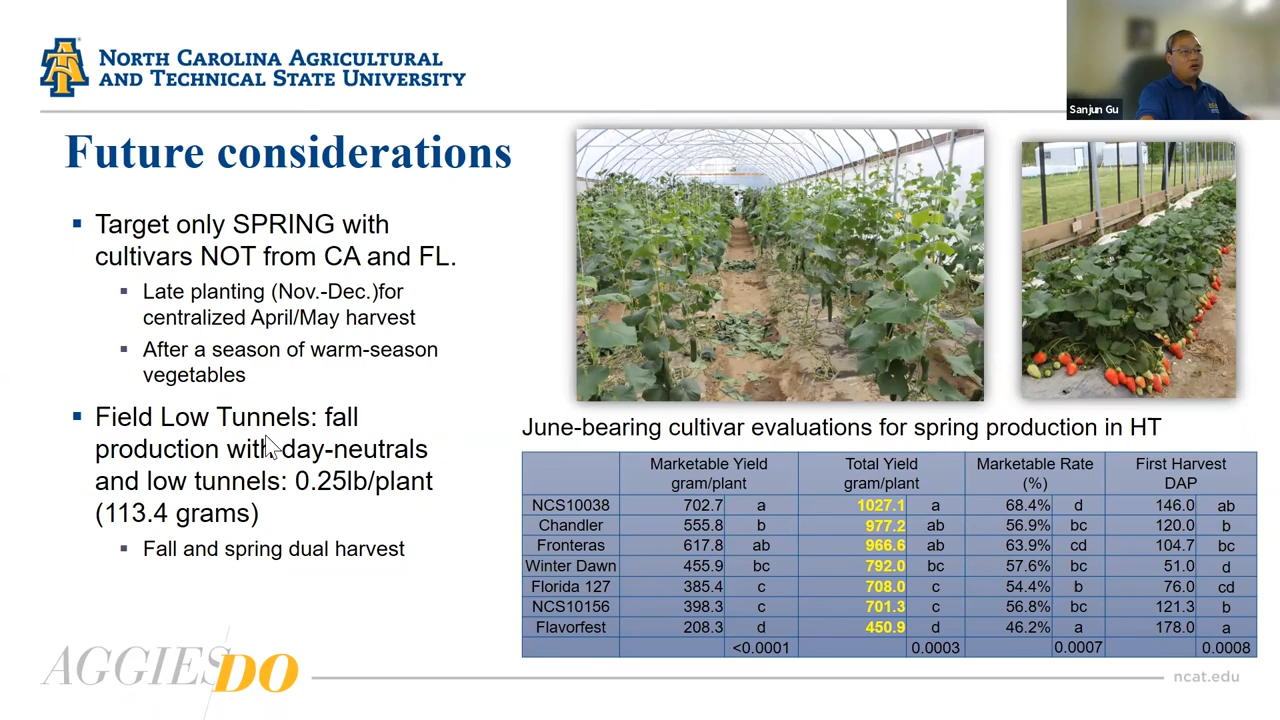 NORTH CAROLINA AGRICULTURAL
AND TECHNICAL STATE UNIVERSITY
Sanjun Gu
Future considerations
Target only SPRING with
cultivars NOT from CA and FL.
Late planting (Nov.-Dec.)for
centralized April/May harvest
After a season of warm-season
vegetables
Field Low Tunnels: fall
production with day-neutrals
and low tunnels: 0.25lb/plant
(113.4 grams)
Fall and spring dual harvest
June-bearing cultivar evaluations for spring production in HT
Marketable Yield gram/plant Total Yield gram/plant Marketable Rate (%) First Harvest DAP
NCS10038 702.7 a 1027.1 a 68.4% d 146.0 ab
Chandler 555.8 b 977.2 ab 56.9% bc 120.0 b
Fronteras 617.8 ab 966.6 ab 63.9% cd 104.7 bc
Winter Dawn 455.9 bc 792.0 bc 57.6% bc 51.0 d
Florida 127 385.4 c 708.0 c 54.4% b 76.0 cd
NCS10156 398.3 c 701.3 c 56.8% bc 121.3 b
Flavorfest 208.3 d 450.9 d 46.2% a 178.0 a
<0.0001 0.0003 0.0007 0.0008
AGGIES DO
ncat.edu